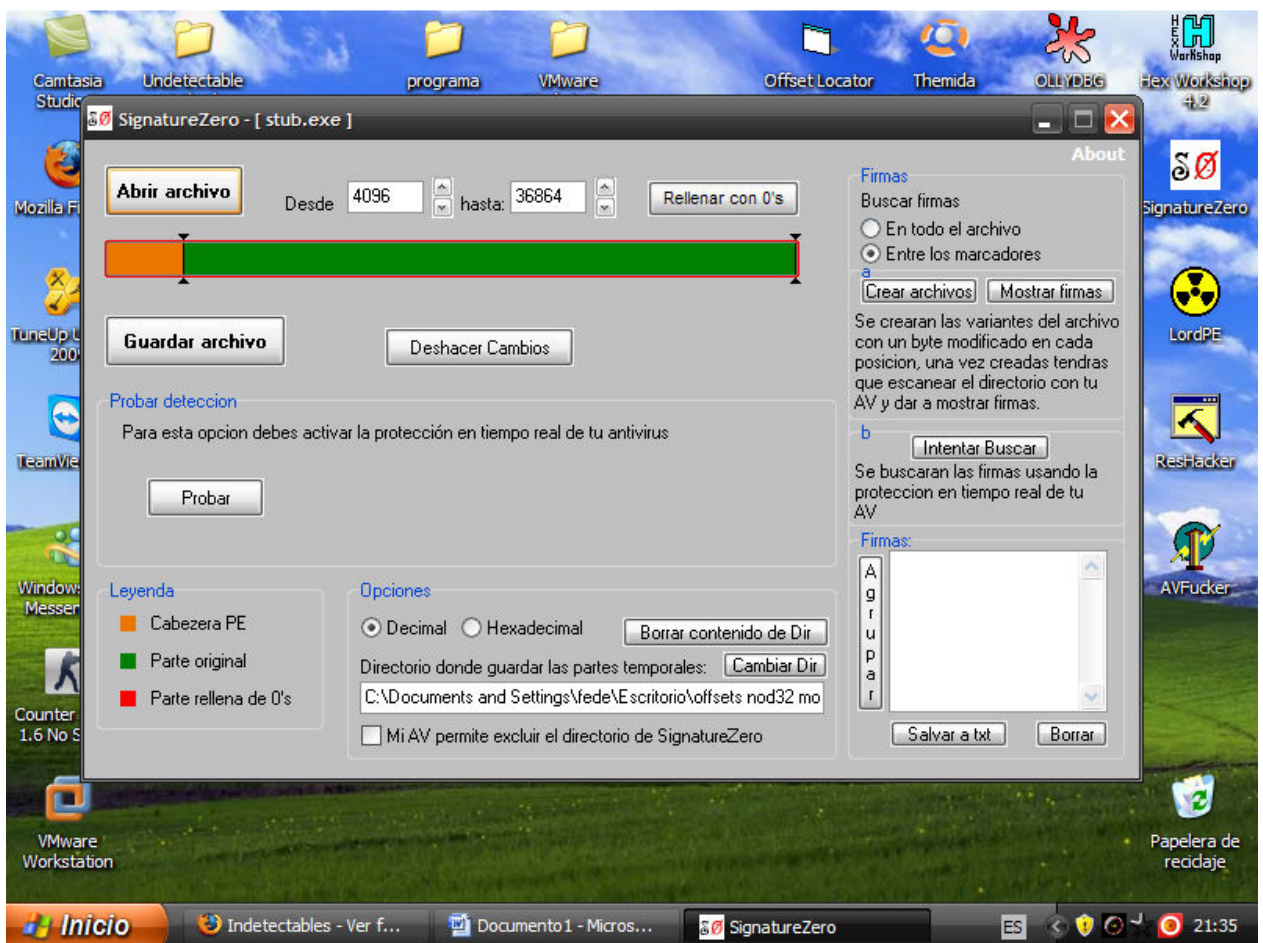 Camtasia
Studio
Undetectable
programa
VMware
Offset Locator
Themida
OLLYDBG
HEX
Workshop
Hex Workshop
4.2
SignatureZero - [ stub.exe ]
About
Abrir archivo
Desde
4096
hasta:
36864
Rellenar con 0's
Guardar archivo
Deshacer Cambios
Probar deteccion
Para esta opcion debes activar la protección en tiempo real de tu antivirus
Probar
Leyenda
Cabezera PE
Parte original
Parte rellena de 0's
Opciones
Decimal
Hexadecimal
Borrar contenido de Dir
Directorio donde guardar las partes temporales:
Cambiar Dir
C:\Documents and Settings\fede\Escritorio\offsets nod32 mo
Mi AV permite excluir el directorio de SignatureZero
Firmas
Buscar firmas
En todo el archivo
Entre los marcadores
a
Crear archivos
Mostrar firmas
Se crearan las variantes del archivo
con un byte modificado en cada
posicion, una vez creadas tendras
que escanear el directorio con tu
AV y dar a mostrar firmas.
b
Intentar Buscar
Se buscaran las firmas usando la
proteccion en tiempo real de tu
AV
Firmas:
Agrupar
Salvar a txt
Borrar
Mozilla Fi
TuneUp U
200
TeamVie
Window
Messen
Counter
1.6 No S
VMware
Workstation
SignatureZero
LordPE
ResHacker
AVFucker
Papelera de
reciclaje
Inicio
Indetectables - Ver f...
Documento1 - Micros...
SignatureZero
ES
21:35